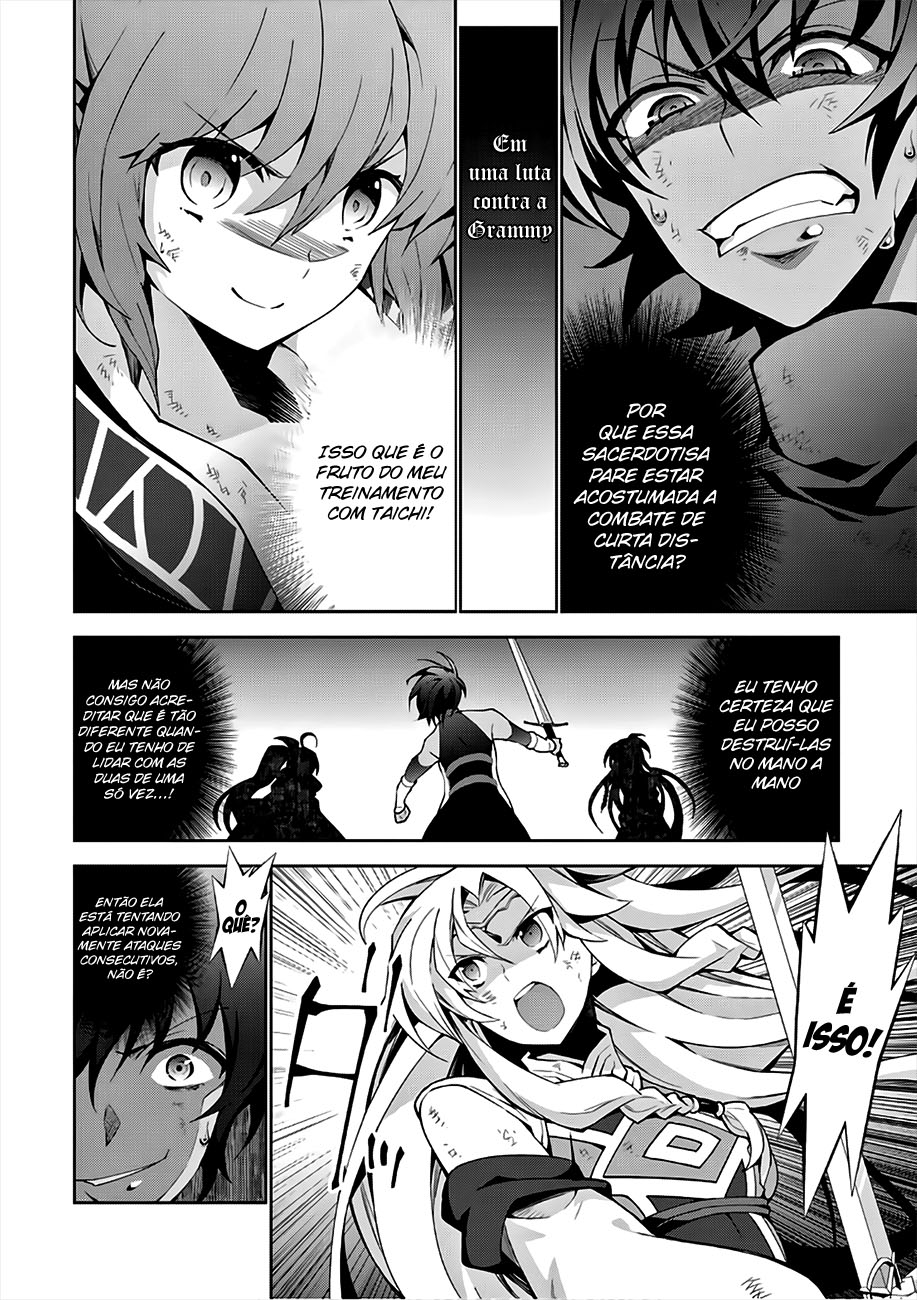 POR
QUE ESSA
SACERDOTISA
PARE ESTAR
ACOSTUMADA A
COMBATE DE
CURTA DIS-
TÂNCIA?
Em
uma luta
contra a
Grammy
ISSO QUE É O
FRUTO DO MEU
TREINAMENTO
COM TAICHI!
EU TENHO
CERTEZA QUE
EU POSSO
DESTRUÍ-LAS
NO MANO A
MANO
MAS NÃO
CONSIGO ACRE-
DITAR QUE É TÃO
DIFERENTE QUAN-
DO EU TENHO DE
LIDAR COM AS
DUAS DE UMA
SÓ VEZ...!
É
ISSO!
O
QUÊ?
ENTÃO ELA
ESTÁ TENTANDO
APLICAR NOVA-
MENTE ATAQUES
CONSECUTIVOS,
NÃO É?